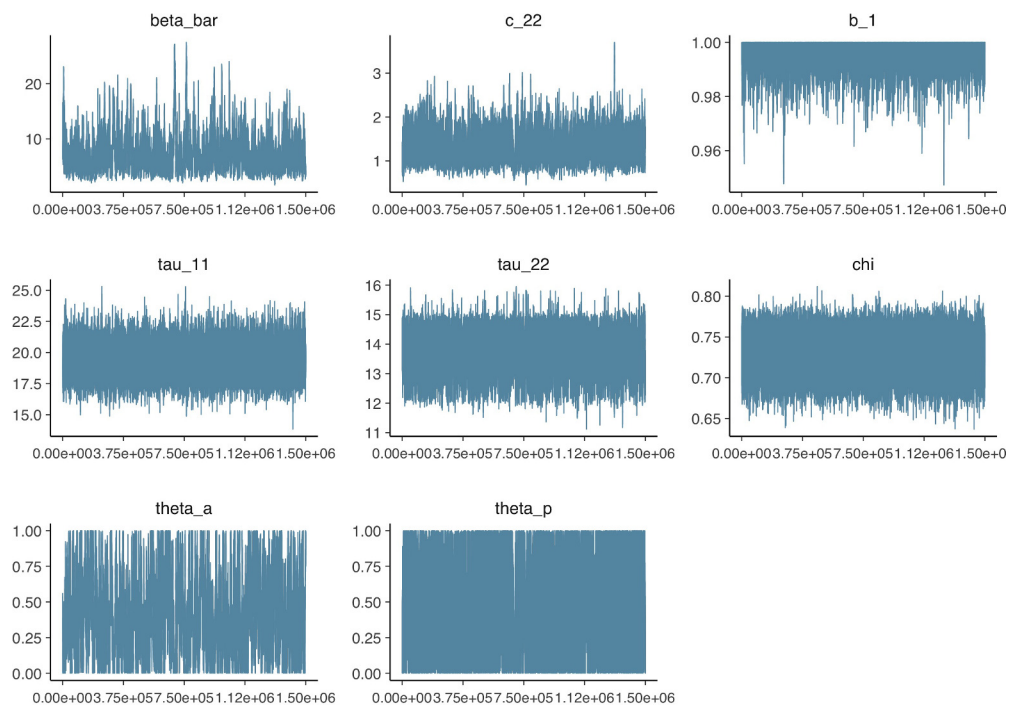 beta_bar
c_22
b_1
20
10
3
2
1
1.00
0.98
0.96
0.00e+003.75e+057.50e+051.12e+061.50e+06
0.00e+003.75e+057.50e+051.12e+061.50e+06
0.00e+003.75e+057.50e+051.12e+061.50e+0
tau_11
tau_22
chi
25.0
22.5
20.0
17.5
15.0
16
15
14
13
12
11
0.80
0.75
0.70
0.65
0.00e+003.75e+057.50e+051.12e+061.50e+06
0.00e+003.75e+057.50e+051.12e+061.50e+06
0.00e+003.75e+057.50e+051.12e+061.50e+0
theta_a
theta_p
1.00
0.75
0.50
0.25
0.00
1.00
0.75
0.50
0.25
0.00
0.00e+003.75e+057.50e+051.12e+061.50e+06
0.00e+003.75e+057.50e+051.12e+061.50e+06